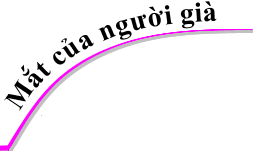 Mắt của người già